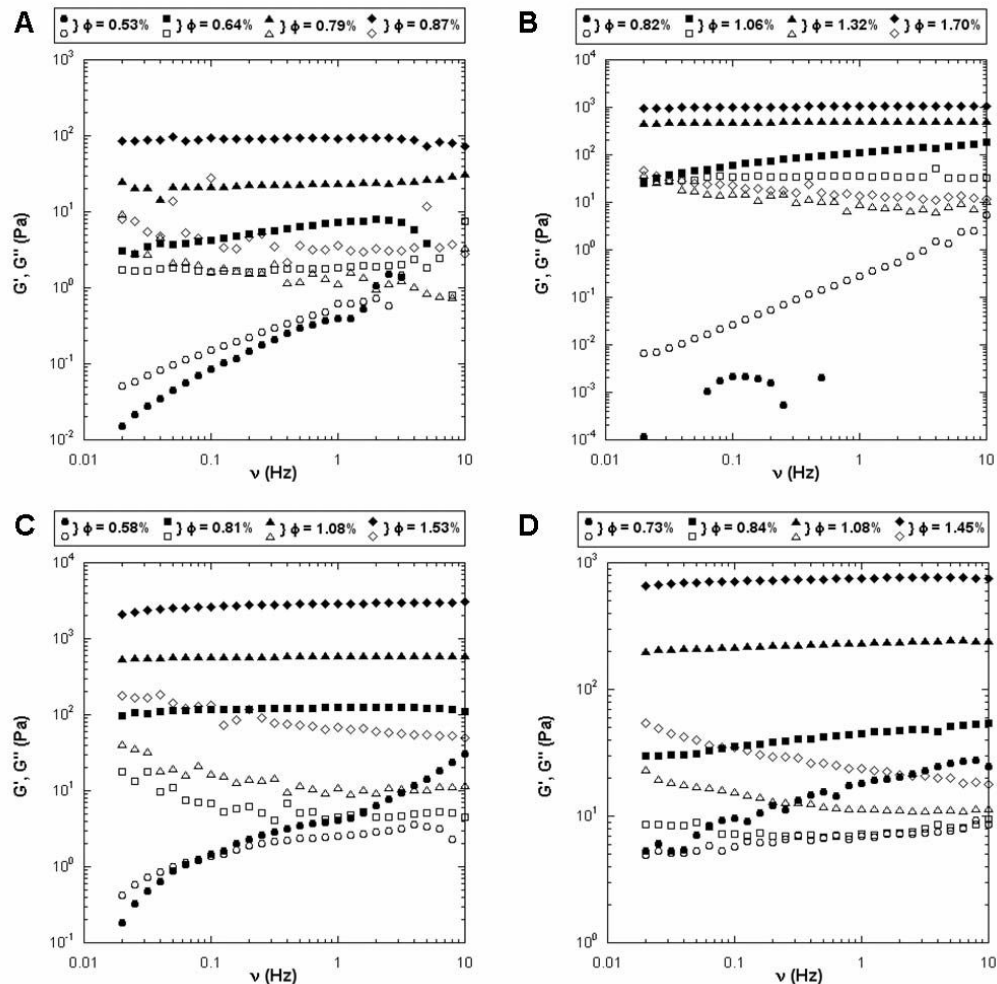 A
} ϕ = 0.53% } ϕ = 0.64% } ϕ = 0.79% } ϕ = 0.87%
10³
10²
10¹
10⁰
10⁻¹
10⁻²
G', G'' (Pa)
0.01 0.1 1 10
ν (Hz)
B
} ϕ = 0.82% } ϕ = 1.06% } ϕ = 1.32% } ϕ = 1.70%
10⁴
10³
10²
10¹
10⁰
10⁻¹
10⁻²
10⁻³
10⁻⁴
G', G'' (Pa)
0.01 0.1 1 10
ν (Hz)
C
} ϕ = 0.58% } ϕ = 0.81% } ϕ = 1.08% } ϕ = 1.53%
10⁴
10³
10²
10¹
10⁰
10⁻¹
G', G'' (Pa)
0.01 0.1 1 10
ν (Hz)
D
} ϕ = 0.73% } ϕ = 0.84% } ϕ = 1.08% } ϕ = 1.45%
10³
10²
10¹
10⁰
G', G'' (Pa)
0.01 0.1 1 10
ν (Hz)